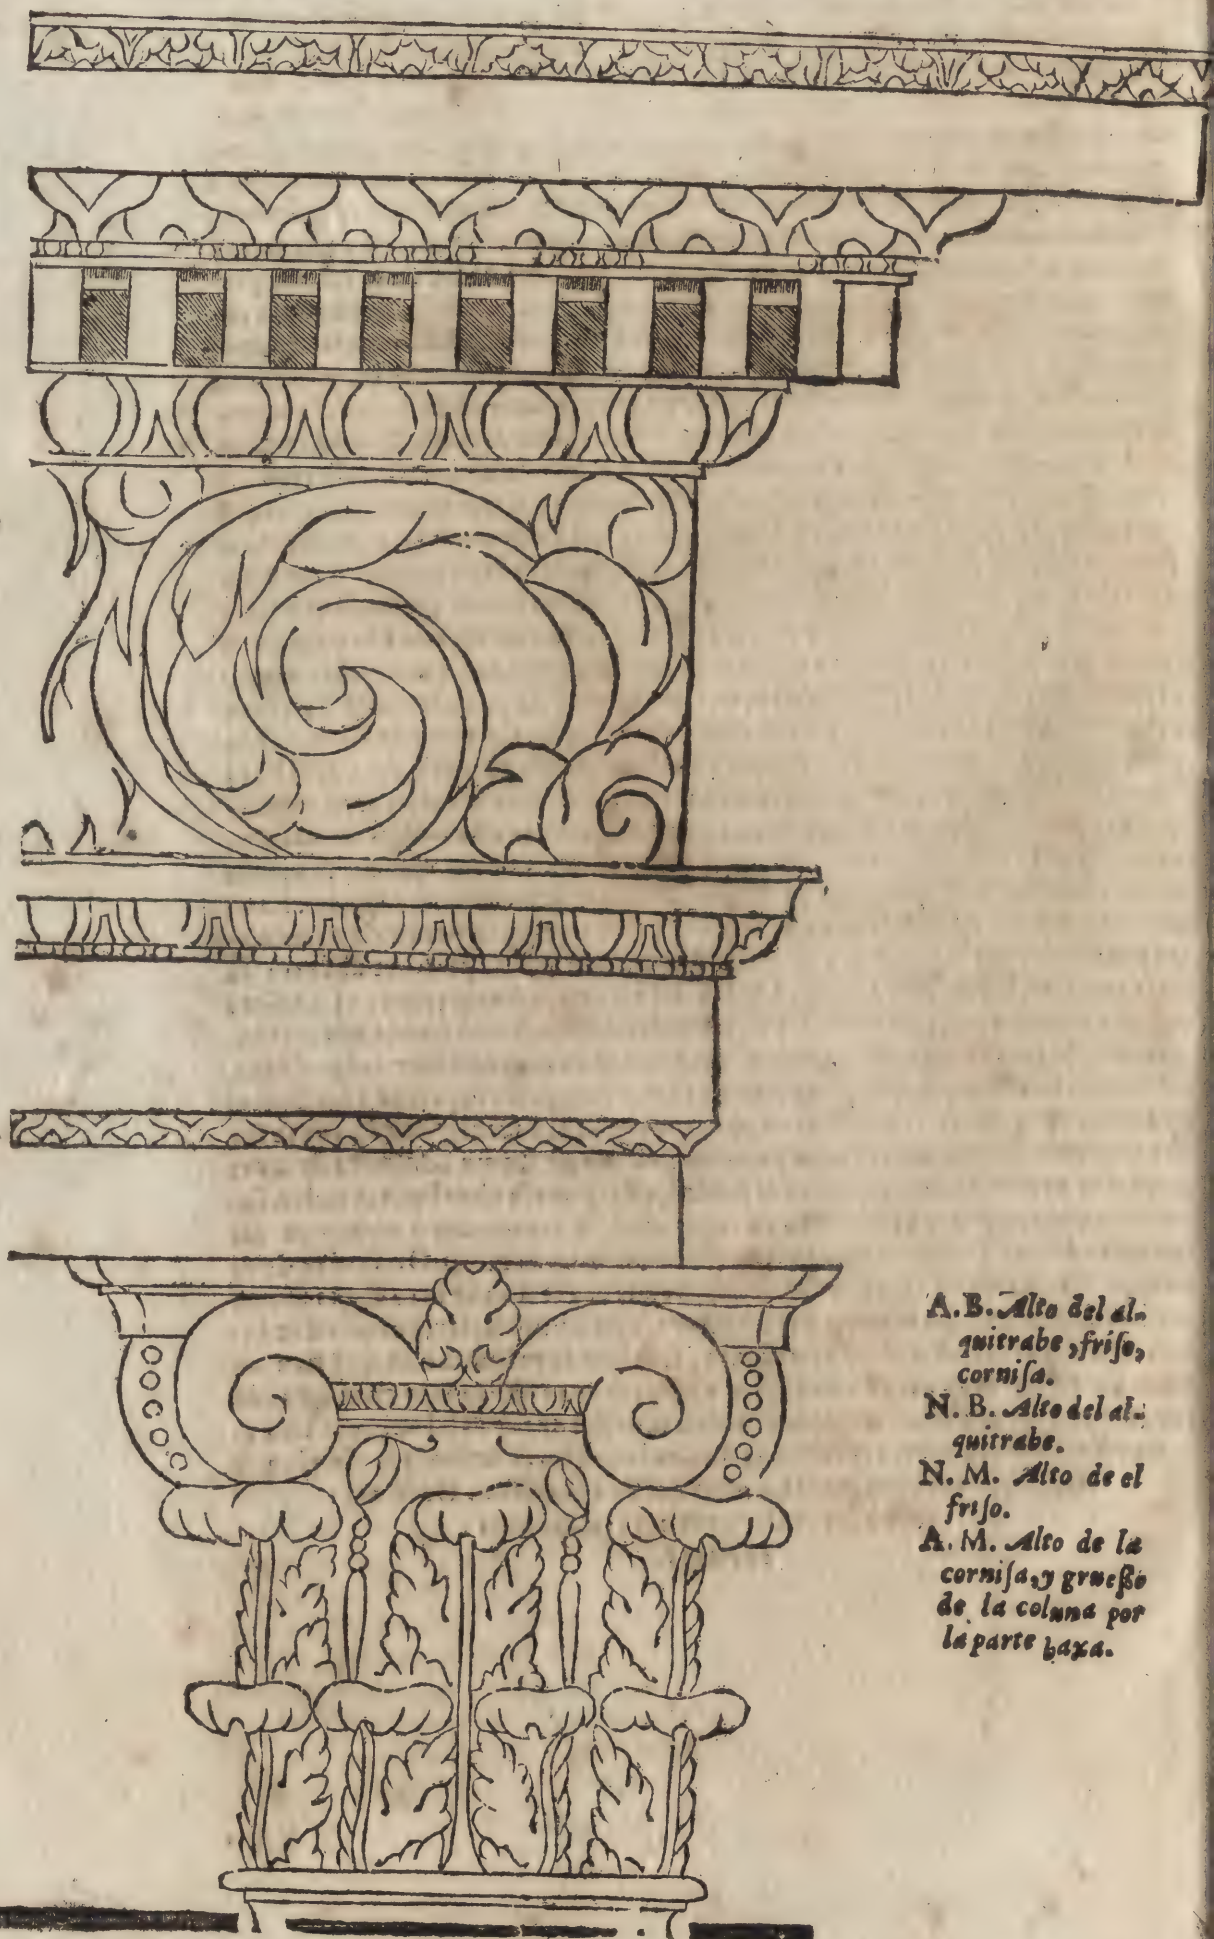 A.B. Alto del al-
quitrabe, friſo,
corniſa.
N.B. Alto del al-
quitrabe.
N.M. Alto de el
friſo.
A.M. Alto de la
corniſa, y grueſſo
de la coluna por
la parte baxa.